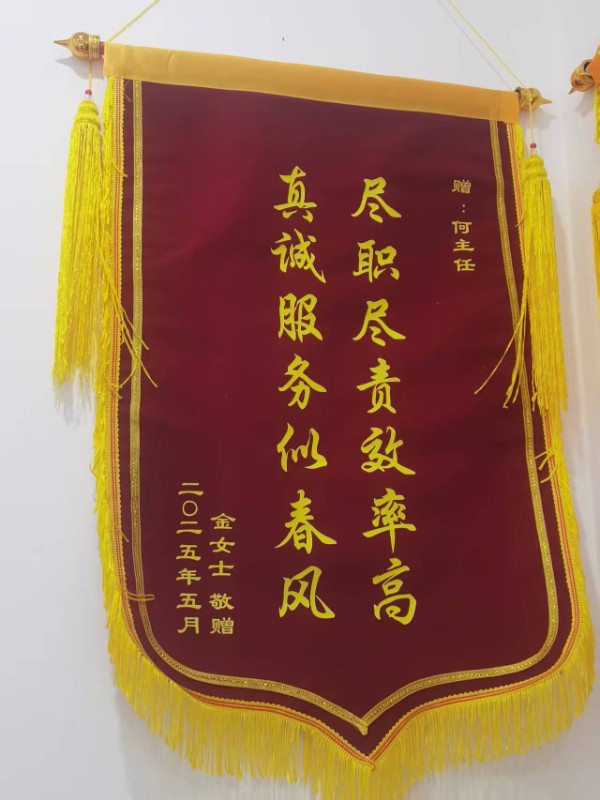 赠：何主任
尽职尽责效率高
真诚服务似春风
金女士 敬赠
二〇二五年五月